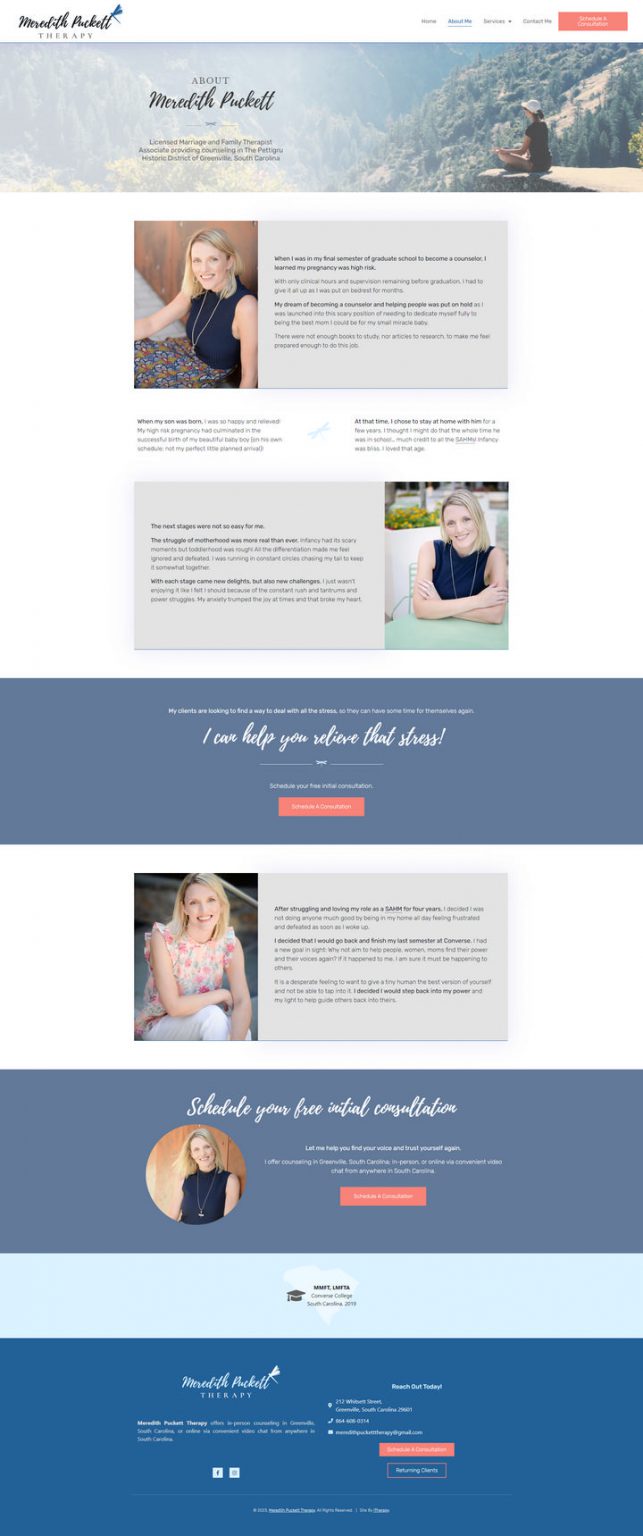 Meredith Puckett
THERAPY
Home
About Me
Services
Contact Me
Schedule A
Consultation
ABOUT
Meredith Puckett
Licensed Marriage and Family Therapist
Associate providing counseling in The Pettigru
Historic District of Greenville, South Carolina
When I was in my final semester of graduate school to become a counselor, I
learned my pregnancy was high risk.
With only clinical hours and supervision remaining before graduation, I had to
give it all up as I was put on bedrest for months.
My dream of becoming a counselor and helping people was put on hold as I
was launched into this scary position of needing to dedicate myself fully to
being the best mom I could be for my small miracle baby.
There were not enough books to study, nor articles to research, to make me feel
prepared enough to do this job.
When my son was born, I was so happy and relieved!
My high risk pregnancy had culminated in the
successful birth of my beautiful baby boy (on his own
schedule; not my perfect little planned arrival)!
At that time, I chose to stay at home with him for a
few years. I thought I might do that the whole time he
was in school... much credit to all the SAHMs! Infancy
was bliss. I loved that age.
The next stages were not so easy for me.
The struggle of motherhood was more real than ever. Infancy had its scary
moments but toddlerhood was rough! All the differentiation made me feel
ignored and defeated. I was running in constant circles chasing my tail to keep
it somewhat together.
With each stage came new delights, but also new challenges. I just wasn't
enjoying it like I felt I should because of the constant rush and tantrums and
power struggles. My anxiety trumped the joy at times and that broke my heart.
My clients are looking to find a way to deal with all the stress, so they can have some time for themselves again.
I can help you relieve that stress!
Schedule your free initial consultation.
Schedule A Consultation
After struggling and loving my role as a SAHM for four years, I decided I was
not doing anyone much good by being in my home all day feeling frustrated
and defeated as soon as I woke up.
I decided that I would go back and finish my last semester at Converse. I had
a new goal in sight: Why not aim to help people, women, moms find their power
and their voices again? If it happened to me, I am sure it must be happening to
others.
It is a desperate feeling to want to give a tiny human the best version of yourself
and not be able to tap into it. I decided I would step back into my power and
my light to help guide others back into theirs.
Schedule your free initial consultation
Let me help you find your voice and trust yourself again.
I offer counseling in Greenville, South Carolina; in-person, or online via convenient video
chat from anywhere in South Carolina.
Schedule A Consultation
MMFT, LMFTA
Converse College
South Carolina, 2019
Meredith Puckett
THERAPY
Meredith Puckett Therapy offers in-person counseling in Greenville,
South Carolina, or online via convenient video chat from anywhere in
South Carolina.
Reach Out Today!
212 Whitsett Street,
Greenville, South Carolina 29601
864-608-0314
meredithpucketttherapy@gmail.com
Schedule A Consultation
Returning Clients
© 2023, Meredith Puckett Therapy. All Rights Reserved. | Site By iTherapy